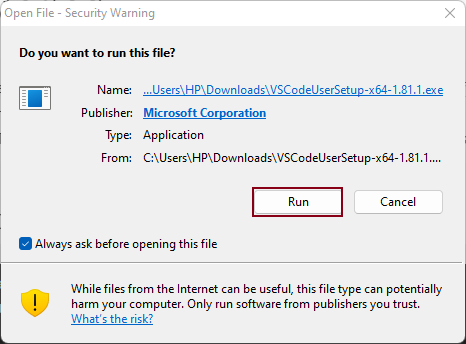 Open File - Security Warning
Do you want to run this file?
Name: ...Users\HP\Downloads\VSCodeUserSetup-x64-1.81.1.exe
Publisher: Microsoft Corporation
Type: Application
From: C:\Users\HP\Downloads\VSCodeUserSetup-x64-1.81.1....
Run Cancel
Always ask before opening this file
While files from the Internet can be useful, this file type can potentially
harm your computer. Only run software from publishers you trust.
What's the risk?